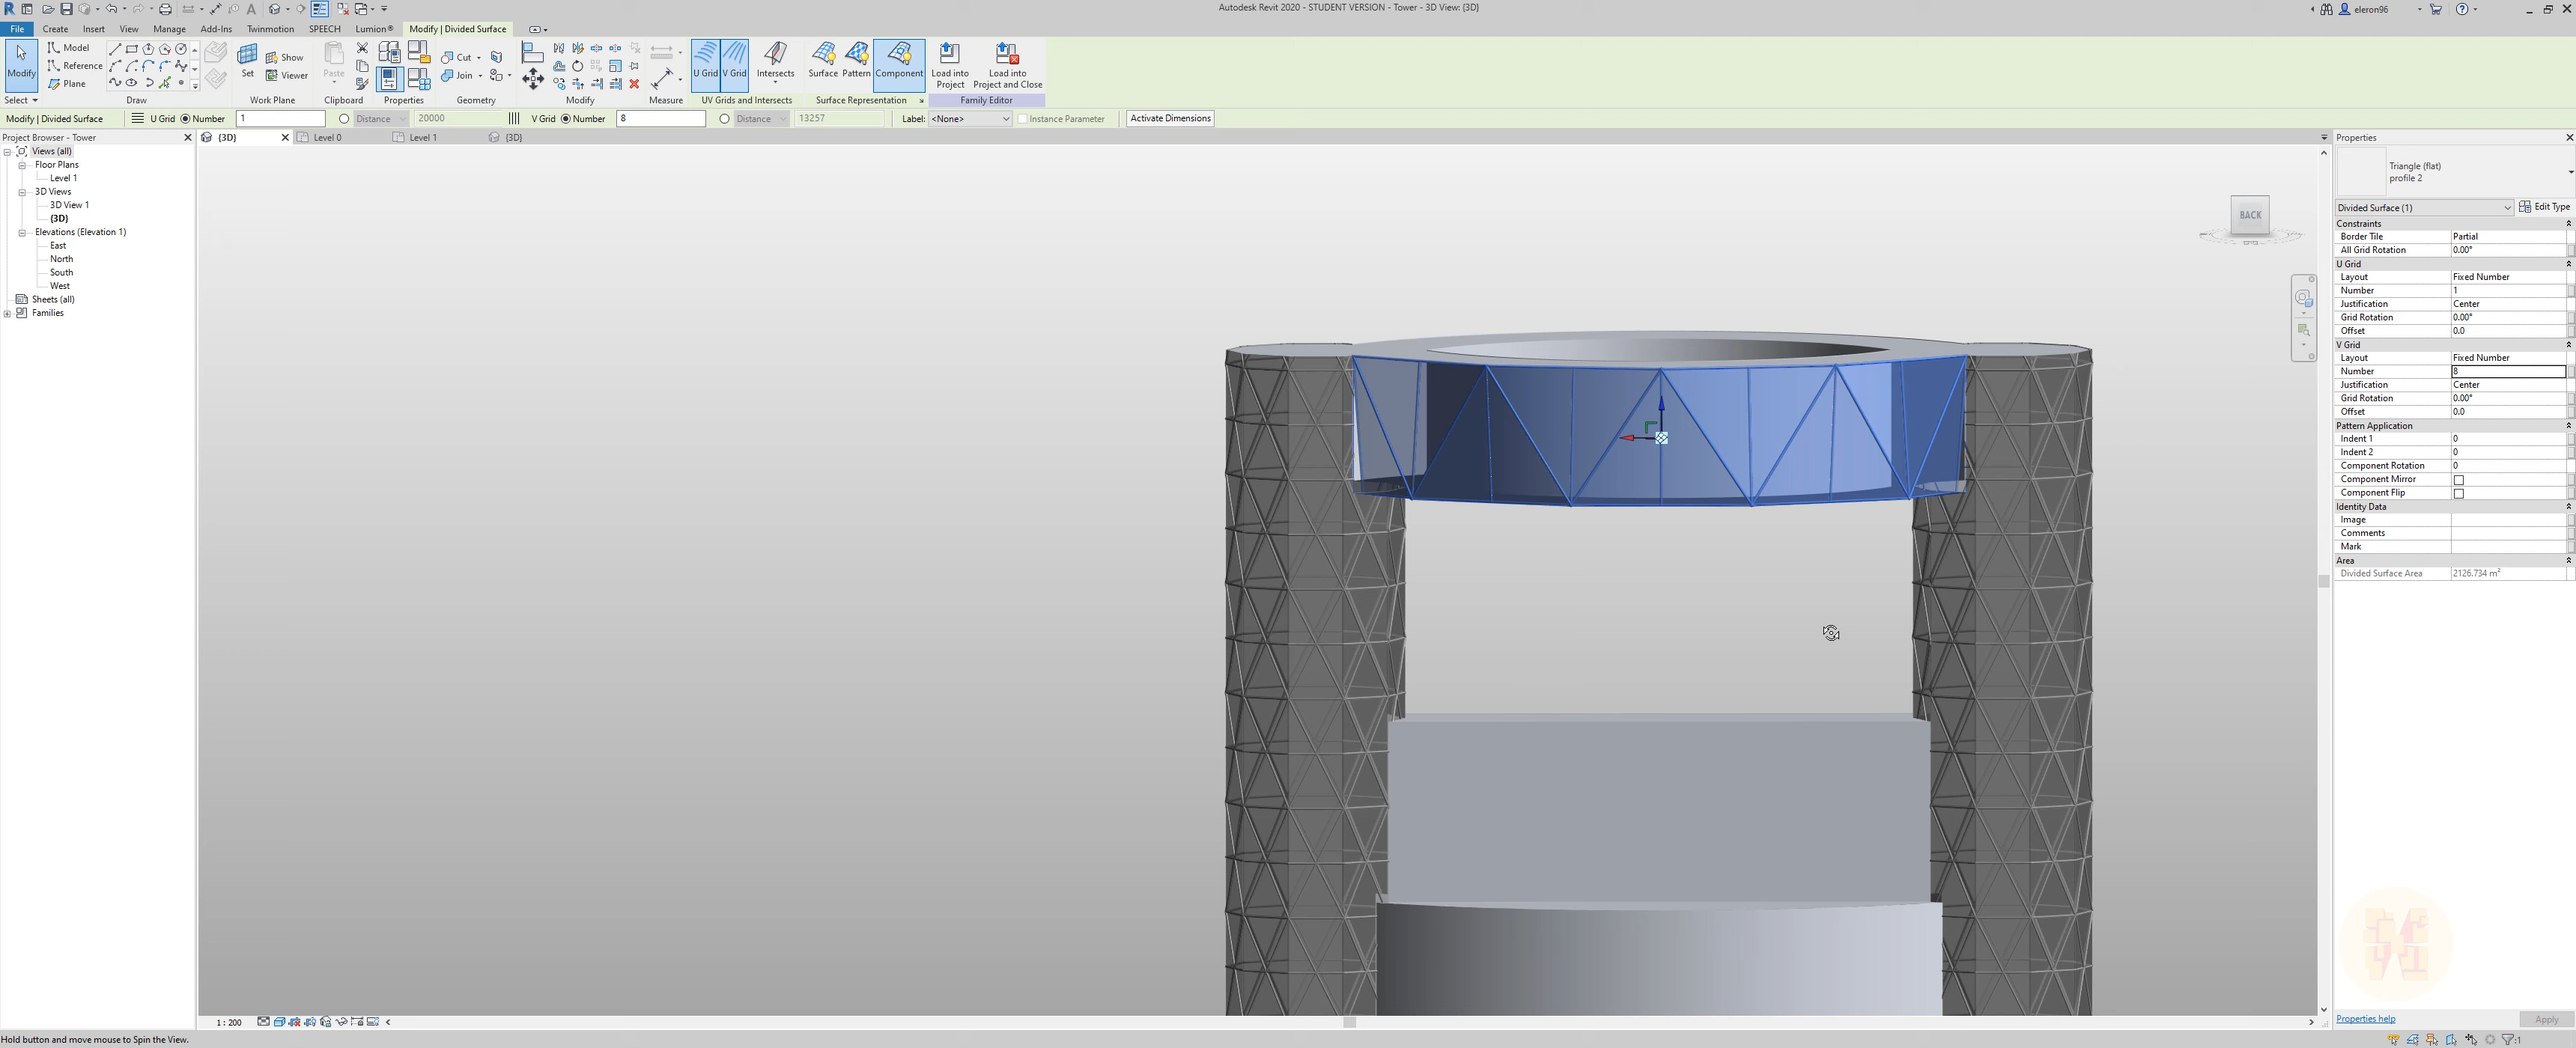 Autodesk Revit 2020 - STUDENT VERSION - Tower - 3D View: {3D}
eleron96
File Create Insert View Manage Add-Ins Twinmotion SPEECH Lumion® Modify | Divided Surface
Modify
Model
Reference
Plane
Set
Show
Viewer
Paste
Cut
Join
U Grid V Grid Intersects
Surface Pattern Component
Load into Project
Load into Project and Close
Select Draw Work Plane Clipboard Properties Geometry Modify Measure UV Grids and Intersects Surface Representation Family Editor
Modify | Divided Surface U Grid Number 1 Distance 20000 V Grid Number 8 Distance 13257 Label: <None> Instance Parameter Activate Dimensions
Project Browser - Tower
{3D} Level 0 Level 1 {3D}
Views (all)
Floor Plans
Level 1
3D Views
3D View 1
{3D}
Elevations (Elevation 1)
East
North
South
West
Sheets (all)
Families
BACK
Properties
Triangle (flat)
profile 2
Divided Surface (1) Edit Type
Constraints
Border Tile Partial
All Grid Rotation 0.00°
U Grid
Layout Fixed Number
Number 1
Justification Center
Grid Rotation 0.00°
Offset 0.0
V Grid
Layout Fixed Number
Number 8
Justification Center
Grid Rotation 0.00°
Offset 0.0
Pattern Application
Indent 1 0
Indent 2 0
Component Rotation 0
Component Mirror
Component Flip
Identity Data
Image
Comments
Mark
Area
Divided Surface Area 2126.734 m²
Properties help Apply
1 : 200
Hold button and move mouse to Spin the View.
:1